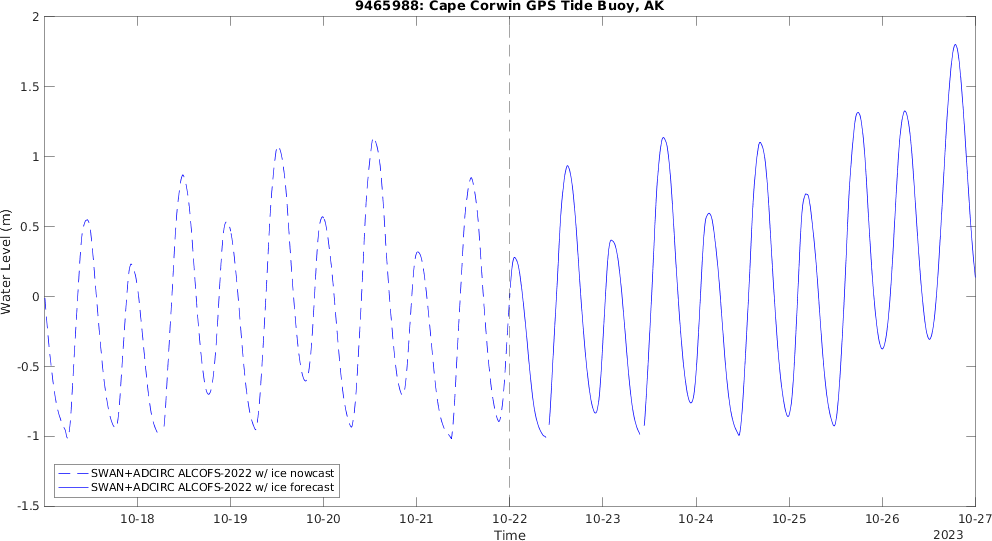 9465988: Cape Corwin GPS Tide Buoy, AK
2
1.5
1
0.5
0
-0.5
-1
-1.5
Water Level (m)
SWAN+ADCIRC ALCOFS-2022 w/ ice nowcast
SWAN+ADCIRC ALCOFS-2022 w/ ice forecast
10-18 10-19 10-20 10-21 10-22 10-23 10-24 10-25 10-26 10-27
Time
2023